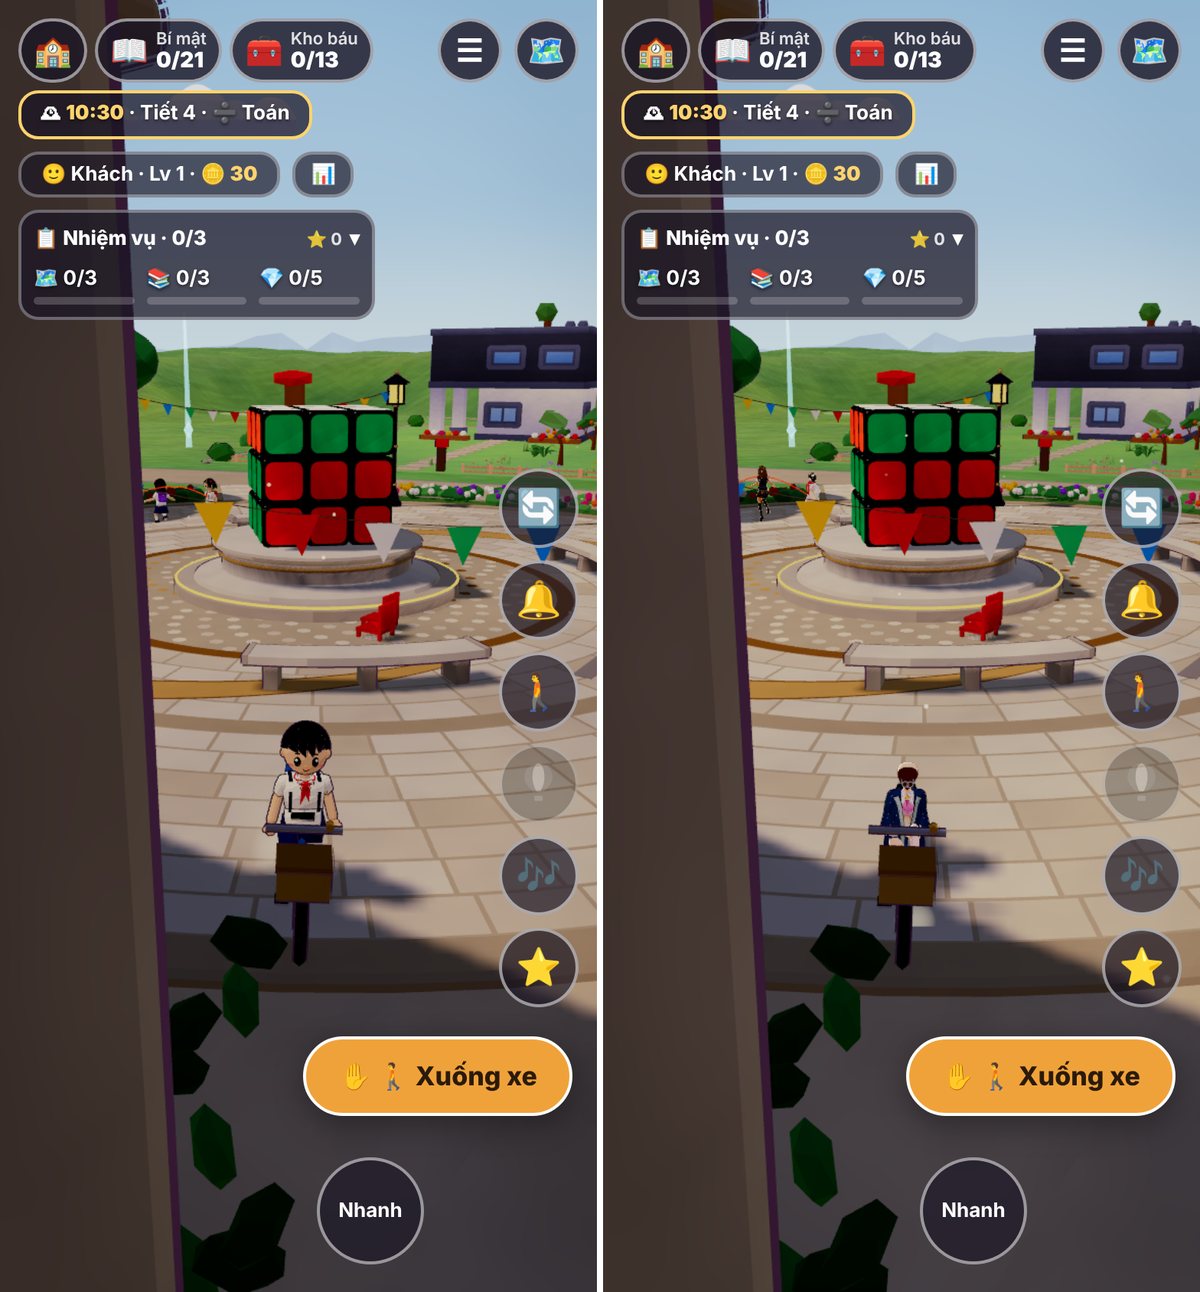 Bí mật
0/21
Kho báu
0/13
10:30 · Tiết 4 · ➗ Toán
Khách · Lv 1 · 🪙 30
Nhiệm vụ · 0/3
⭐ 0 ▼
0/3
0/3
0/5
Xuống xe
Nhanh
Bí mật
0/21
Kho báu
0/13
10:30 · Tiết 4 · ➗ Toán
Khách · Lv 1 · 🪙 30
Nhiệm vụ · 0/3
⭐ 0 ▼
0/3
0/3
0/5
Xuống xe
Nhanh